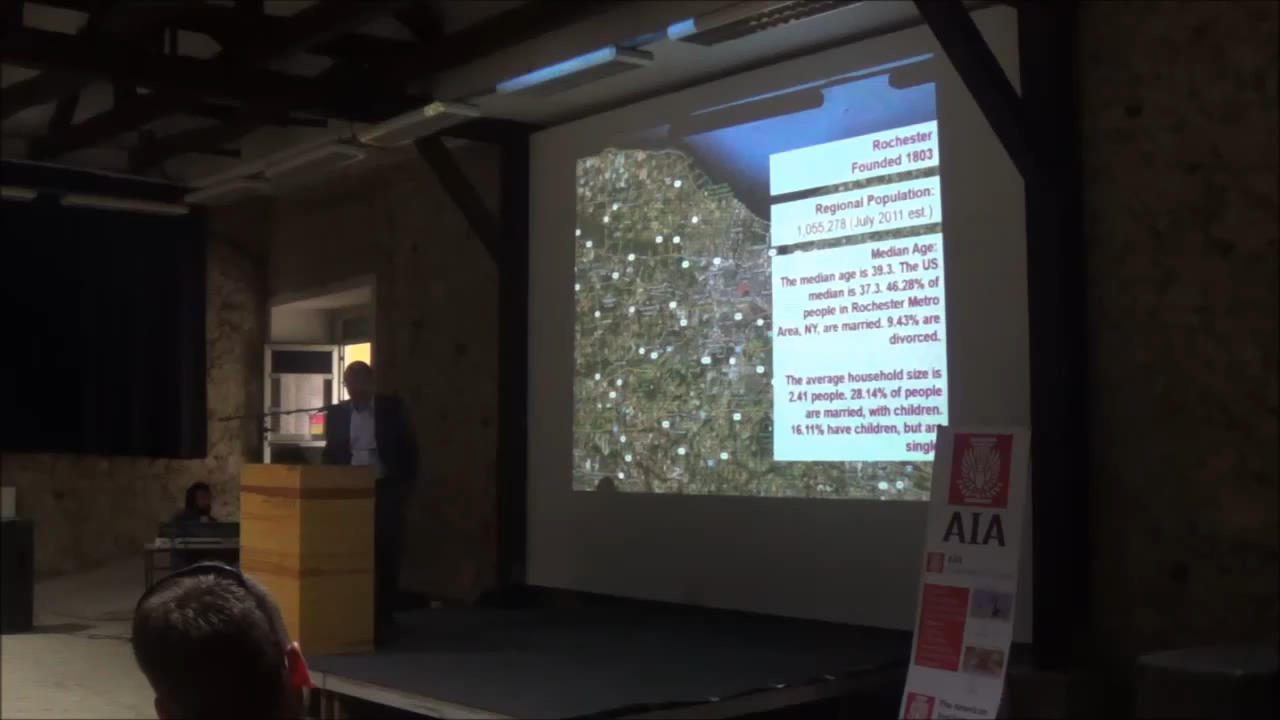 Rochester
Founded 1803
Regional Population:
1,055,278 (July 2011 est.)
Median Age:
The median age is 39.3. The US
median is 37.3. 46.28% of
people in Rochester Metro
Area, NY, are married. 9.43% are
divorced.
The average household size is
2.41 people. 28.14% of people
are married, with children.
16.11% have children, but are
single
AIA
AIA
The American